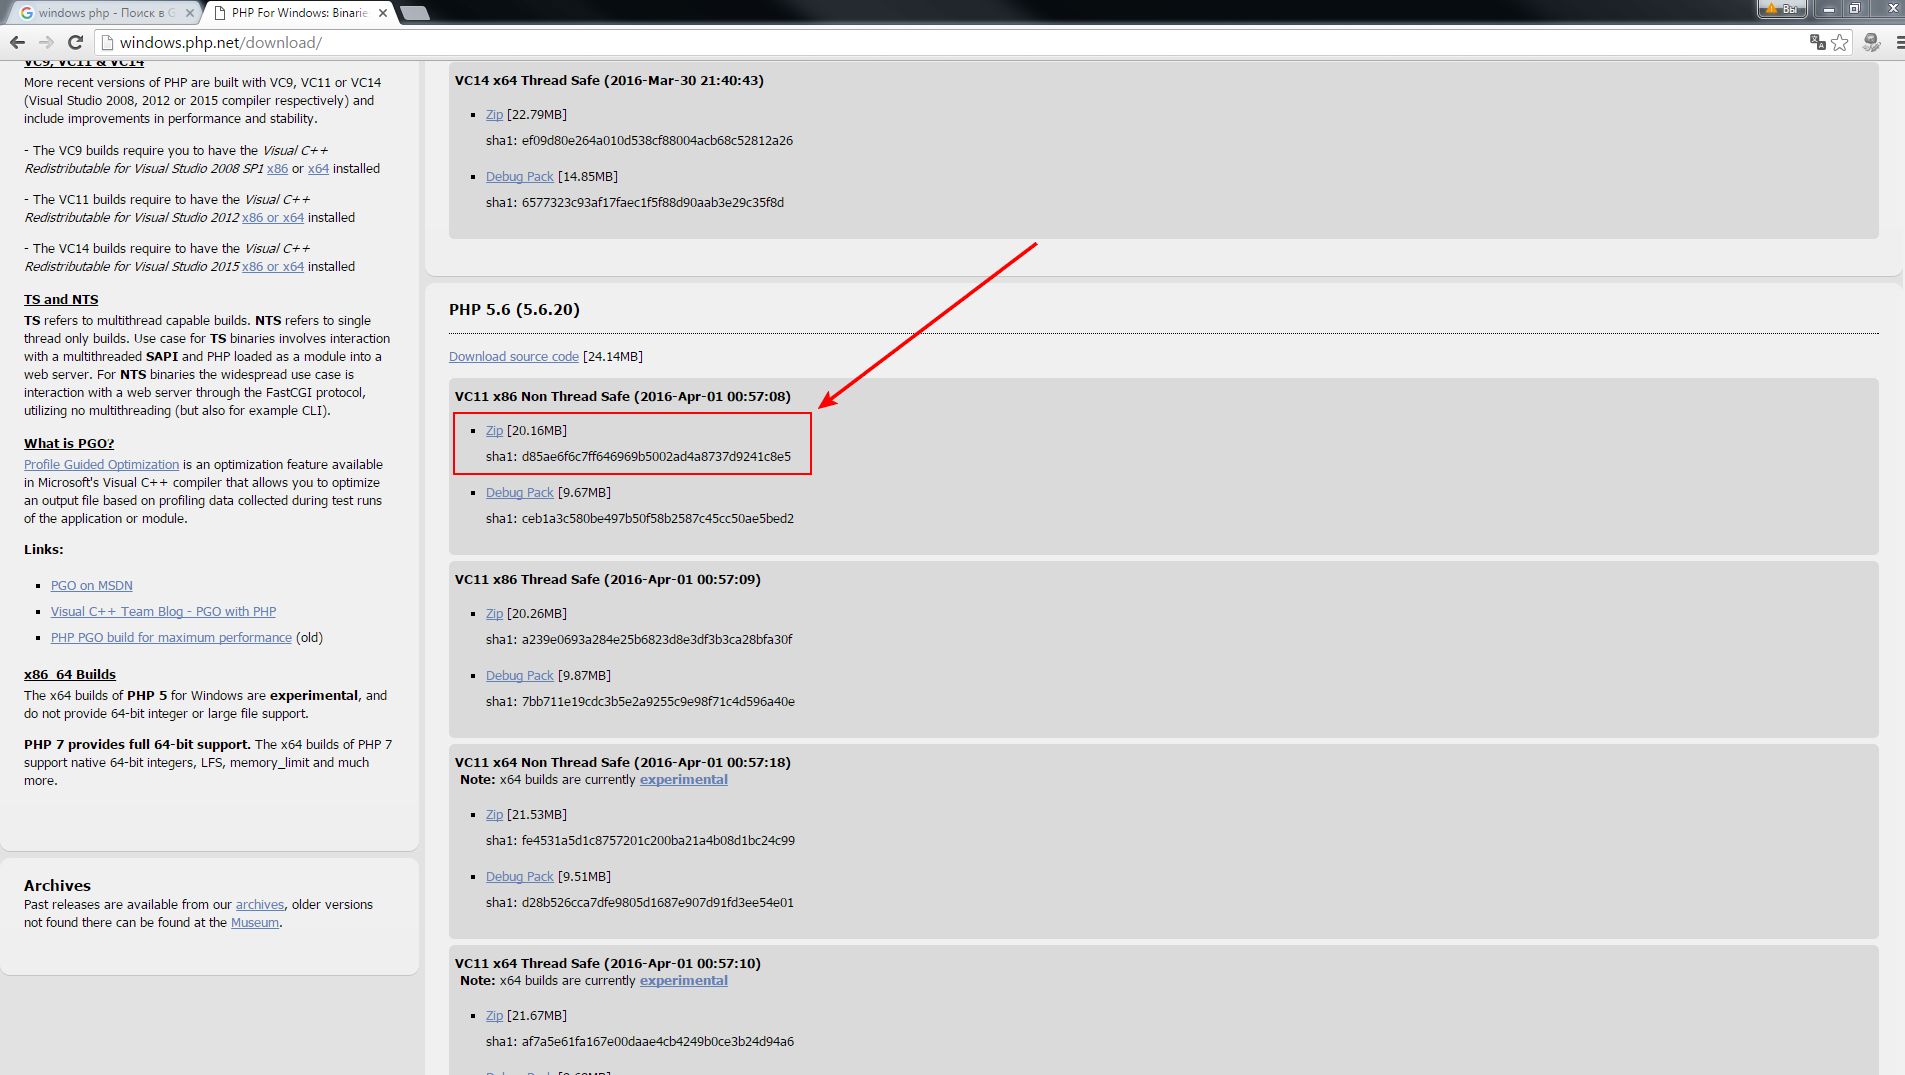 windows php - Поиск в G
PHP For Windows: Binarie
Вы
windows.php.net/download/
VC9, VC11 & VC14
More recent versions of PHP are built with VC9, VC11 or VC14
(Visual Studio 2008, 2012 or 2015 compiler respectively) and
include improvements in performance and stability.
- The VC9 builds require you to have the Visual C++
Redistributable for Visual Studio 2008 SP1 x86 or x64 installed
- The VC11 builds require to have the Visual C++
Redistributable for Visual Studio 2012 x86 or x64 installed
- The VC14 builds require to have the Visual C++
Redistributable for Visual Studio 2015 x86 or x64 installed
TS and NTS
TS refers to multithread capable builds. NTS refers to single
thread only builds. Use case for TS binaries involves interaction
with a multithreaded SAPI and PHP loaded as a module into a
web server. For NTS binaries the widespread use case is
interaction with a web server through the FastCGI protocol,
utilizing no multithreading (but also for example CLI).
What is PGO?
Profile Guided Optimization is an optimization feature available
in Microsoft's Visual C++ compiler that allows you to optimize
an output file based on profiling data collected during test runs
of the application or module.
Links:
PGO on MSDN
Visual C++ Team Blog - PGO with PHP
PHP PGO build for maximum performance (old)
x86_64 Builds
The x64 builds of PHP 5 for Windows are experimental, and
do not provide 64-bit integer or large file support.
PHP 7 provides full 64-bit support. The x64 builds of PHP 7
support native 64-bit integers, LFS, memory_limit and much
more.
Archives
Past releases are available from our archives, older versions
not found there can be found at the Museum.
VC14 x64 Thread Safe (2016-Mar-30 21:40:43)
Zip [22.79MB]
sha1: ef09d80e264a010d538cf88004acb68c52812a26
Debug Pack [14.85MB]
sha1: 6577323c93af17faec1f5f88d90aab3e29c35f8d
PHP 5.6 (5.6.20)
Download source code [24.14MB]
VC11 x86 Non Thread Safe (2016-Apr-01 00:57:08)
Zip [20.16MB]
sha1: d85ae6f6c7ff646969b5002ad4a8737d9241c8e5
Debug Pack [9.67MB]
sha1: ceb1a3c580be497b50f58b2587c45cc50ae5bed2
VC11 x86 Thread Safe (2016-Apr-01 00:57:09)
Zip [20.26MB]
sha1: a239e0693a284e25b6823d8e3df3b3ca28bfa30f
Debug Pack [9.87MB]
sha1: 7bb711e19cdc3b5e2a9255c9e98f71c4d596a40e
VC11 x64 Non Thread Safe (2016-Apr-01 00:57:18)
Note: x64 builds are currently experimental
Zip [21.53MB]
sha1: fe4531a5d1c8757201c200ba21a4b08d1bc24c99
Debug Pack [9.51MB]
sha1: d28b526cca7dfe9805d1687e907d91fd3ee54e01
VC11 x64 Thread Safe (2016-Apr-01 00:57:10)
Note: x64 builds are currently experimental
Zip [21.67MB]
sha1: af7a5e61fa167e00daae4cb4249b0ce3b24d94a6